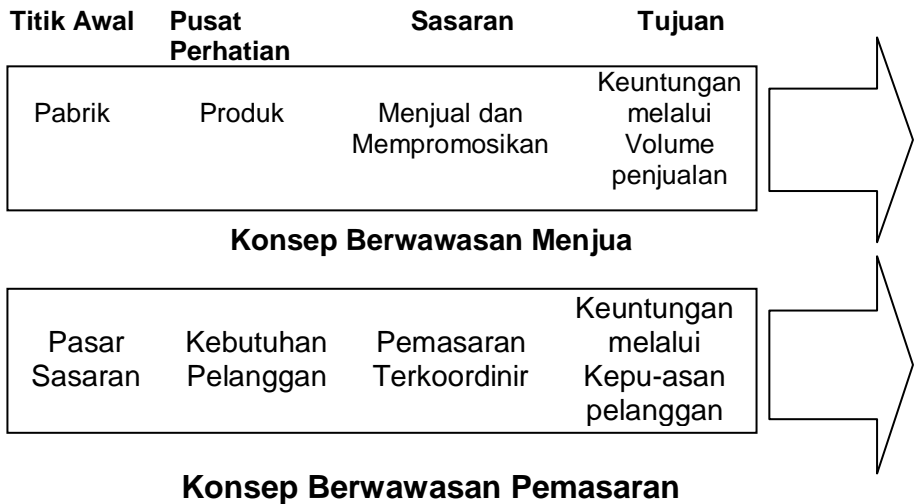 Titik Awal Pusat Perhatian Sasaran Tujuan
Pabrik Produk Menjual dan Mempromosikan Keuntungan melalui Volume penjualan
Konsep Berwawasan Menjua
Pasar Sasaran Kebutuhan Pelanggan Pemasaran Terkoordinir Keuntungan melalui Kepu-asan pelanggan
Konsep Berwawasan Pemasaran